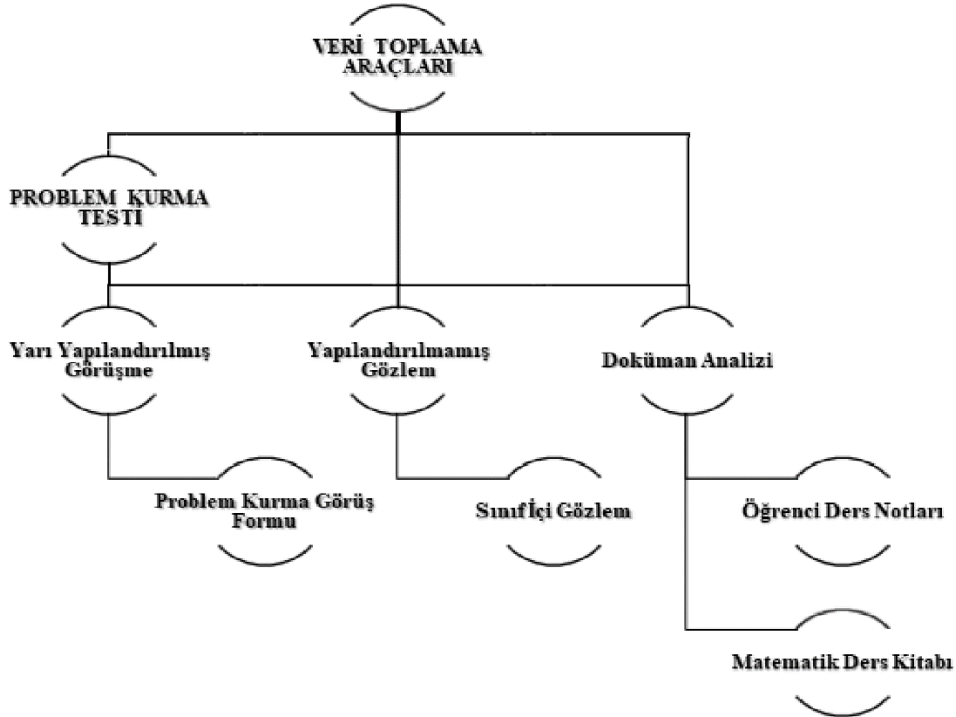 VERİ TOPLAMA
ARAÇLARI
PROBLEM KURMA
TESTİ
Yarı Yapılandırılmış
Görüşme
Yapılandırılmamış
Gözlem
Doküman Analizi
Problem Kurma Görüş
Formu
Sınıf İçi Gözlem
Öğrenci Ders Notları
Matematik Ders Kitabı